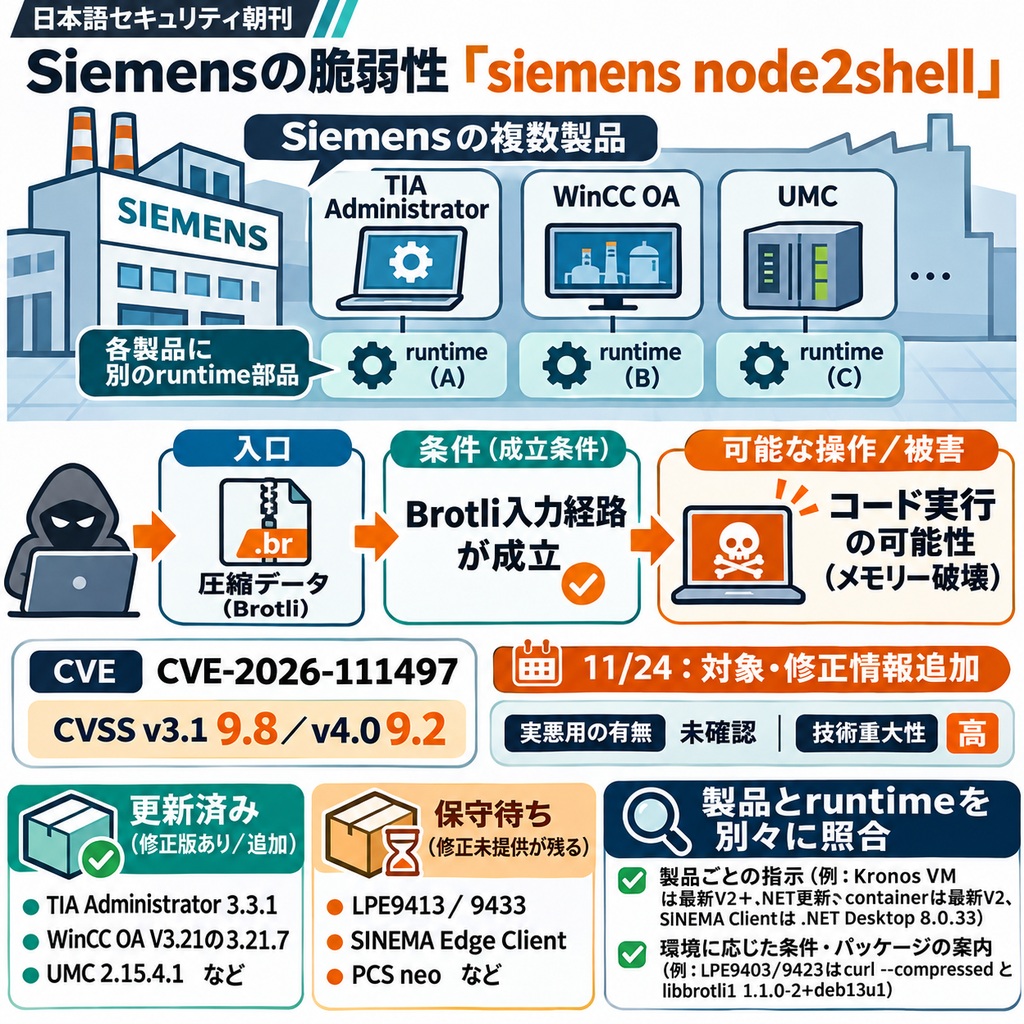 日本語セキュリティ朝刊
Siemensの脆弱性「siemens node2shell」
Siemensの複数製品
SIEMENS
TIA
Administrator
WinCC OA
UMC
...
各製品に
別のruntime部品
runtime
(A)
runtime
(B)
runtime
(C)
入口
.br
圧縮データ
(Brotli)
条件(成立条件)
Brotli入力経路
が成立
可能な操作/被害
コード実行
の可能性
(メモリー破壊)
CVE
CVE-2026-111497
CVSS v3.1 9.8/v4.0 9.2
11/24:対象・修正情報追加
実悪用の有無 未確認 | 技術重大性 高
更新済み
(修正版あり/追加)
TIA Administrator 3.3.1
WinCC OA V3.21の3.21.7
UMC 2.15.4.1 など
保守待ち
(修正未提供が残る)
LPE9413 / 9433
SINEMA Edge Client
PCS neo など
製品とruntimeを
別々に照合
製品ごとの指示(例:Kronos VM
は最新V2+.NET更新、containerは最新V2、
SINEMA Clientは .NET Desktop 8.0.33)
環境に応じた条件・パッケージの案内
(例:LPE9403/9423はcurl --compressed と
libbrotli1 1.1.0-2+deb13u1)